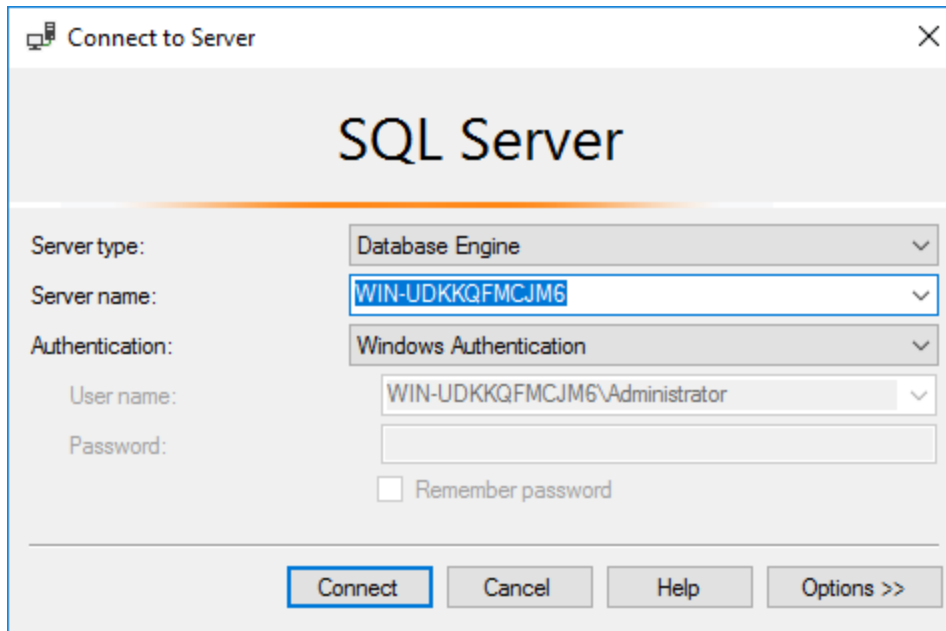 Connect to Server
SQL Server
Server type: Database Engine
Server name: WIN-UDKKQFMCJM6
Authentication: Windows Authentication
User name: WIN-UDKKQFMCJM6\Administrator
Password:
Remember password
Connect Cancel Help Options >>